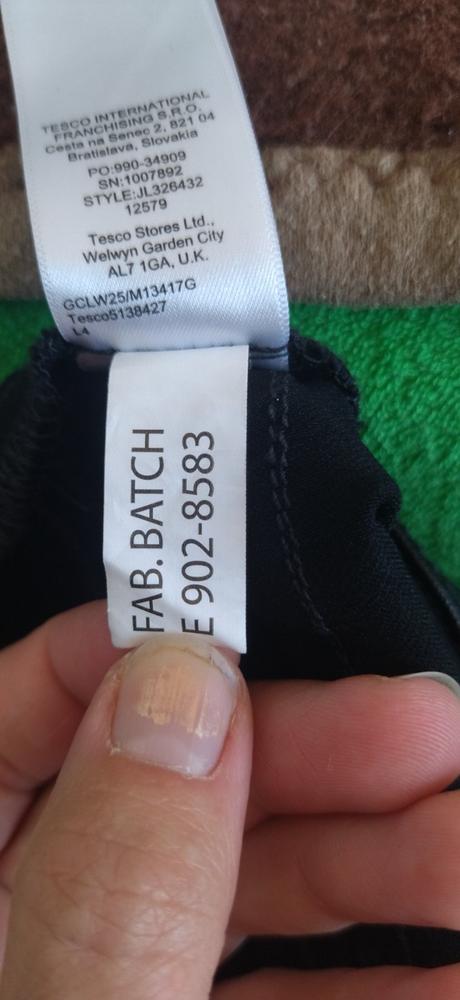 TESCO INTERNATIONAL
FRANCHISING S.R.O.
Cesta na Senec 2, 821 04
Bratislava, Slovakia
PO:990-34909
SN:1007892
STYLE:JL326432
12579
Tesco Stores Ltd.,
Welwyn Garden City
AL7 1GA, U.K.
GCLW25/M13417G
Tesco5138427
L4
FAB. BATCH
E 902-8583